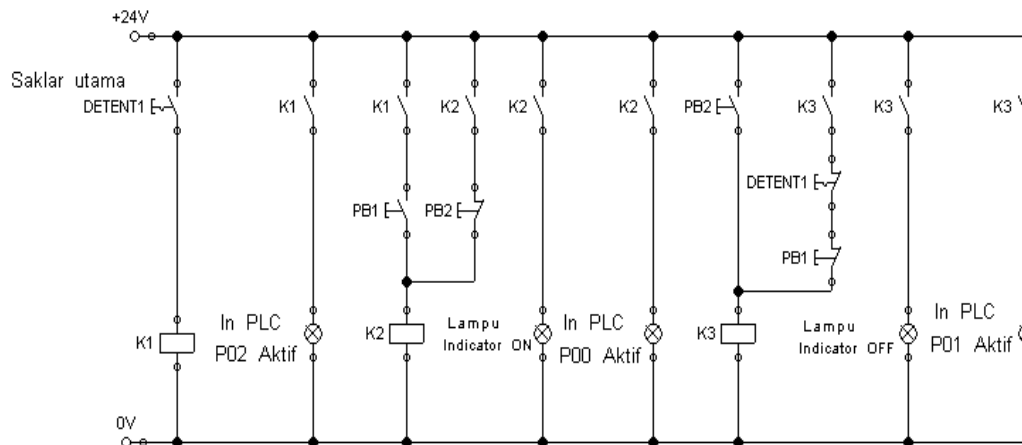 +24V
Saklar utama
DETENT1
K1
K1
K2
K2
K2
PB2
K3
K3
K3
DETENT1
PB1
PB2
PB1
K1
In PLC
P02 Aktif
K2
Lampu
Indicator ON
In PLC
P00 Aktif
K3
Lampu
Indicator OFF
In PLC
P01 Aktif
0V